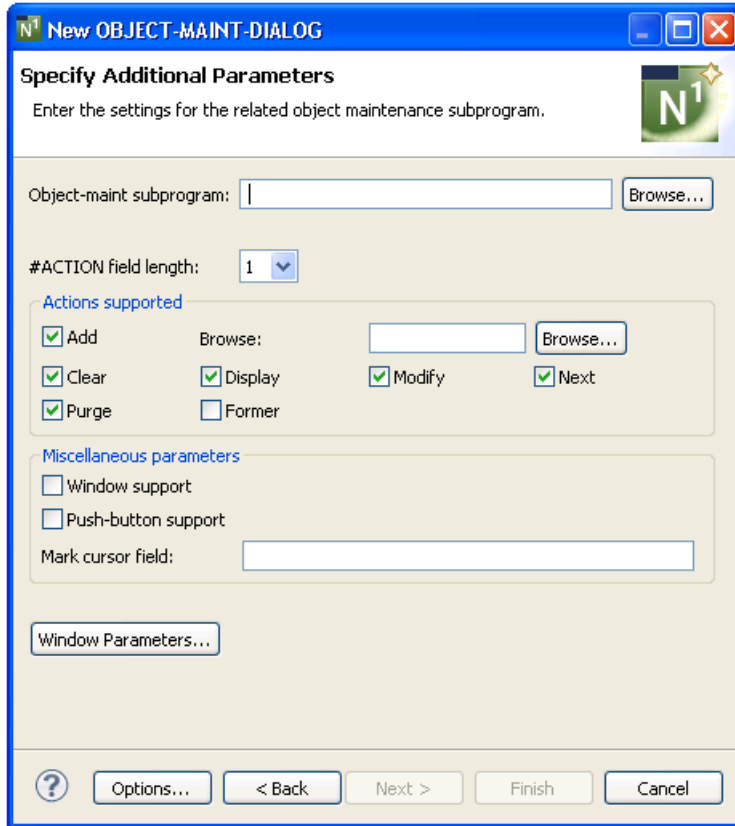 N1 New OBJECT-MAINT-DIALOG
Specify Additional Parameters
Enter the settings for the related object maintenance subprogram.
N1
Object-maint subprogram: Browse...
#ACTION field length: 1
Actions supported
Add Browse: Browse...
Clear Display Modify Next
Purge Former
Miscellaneous parameters
Window support
Push-button support
Mark cursor field:
Window Parameters...
? Options... < Back Next > Finish Cancel